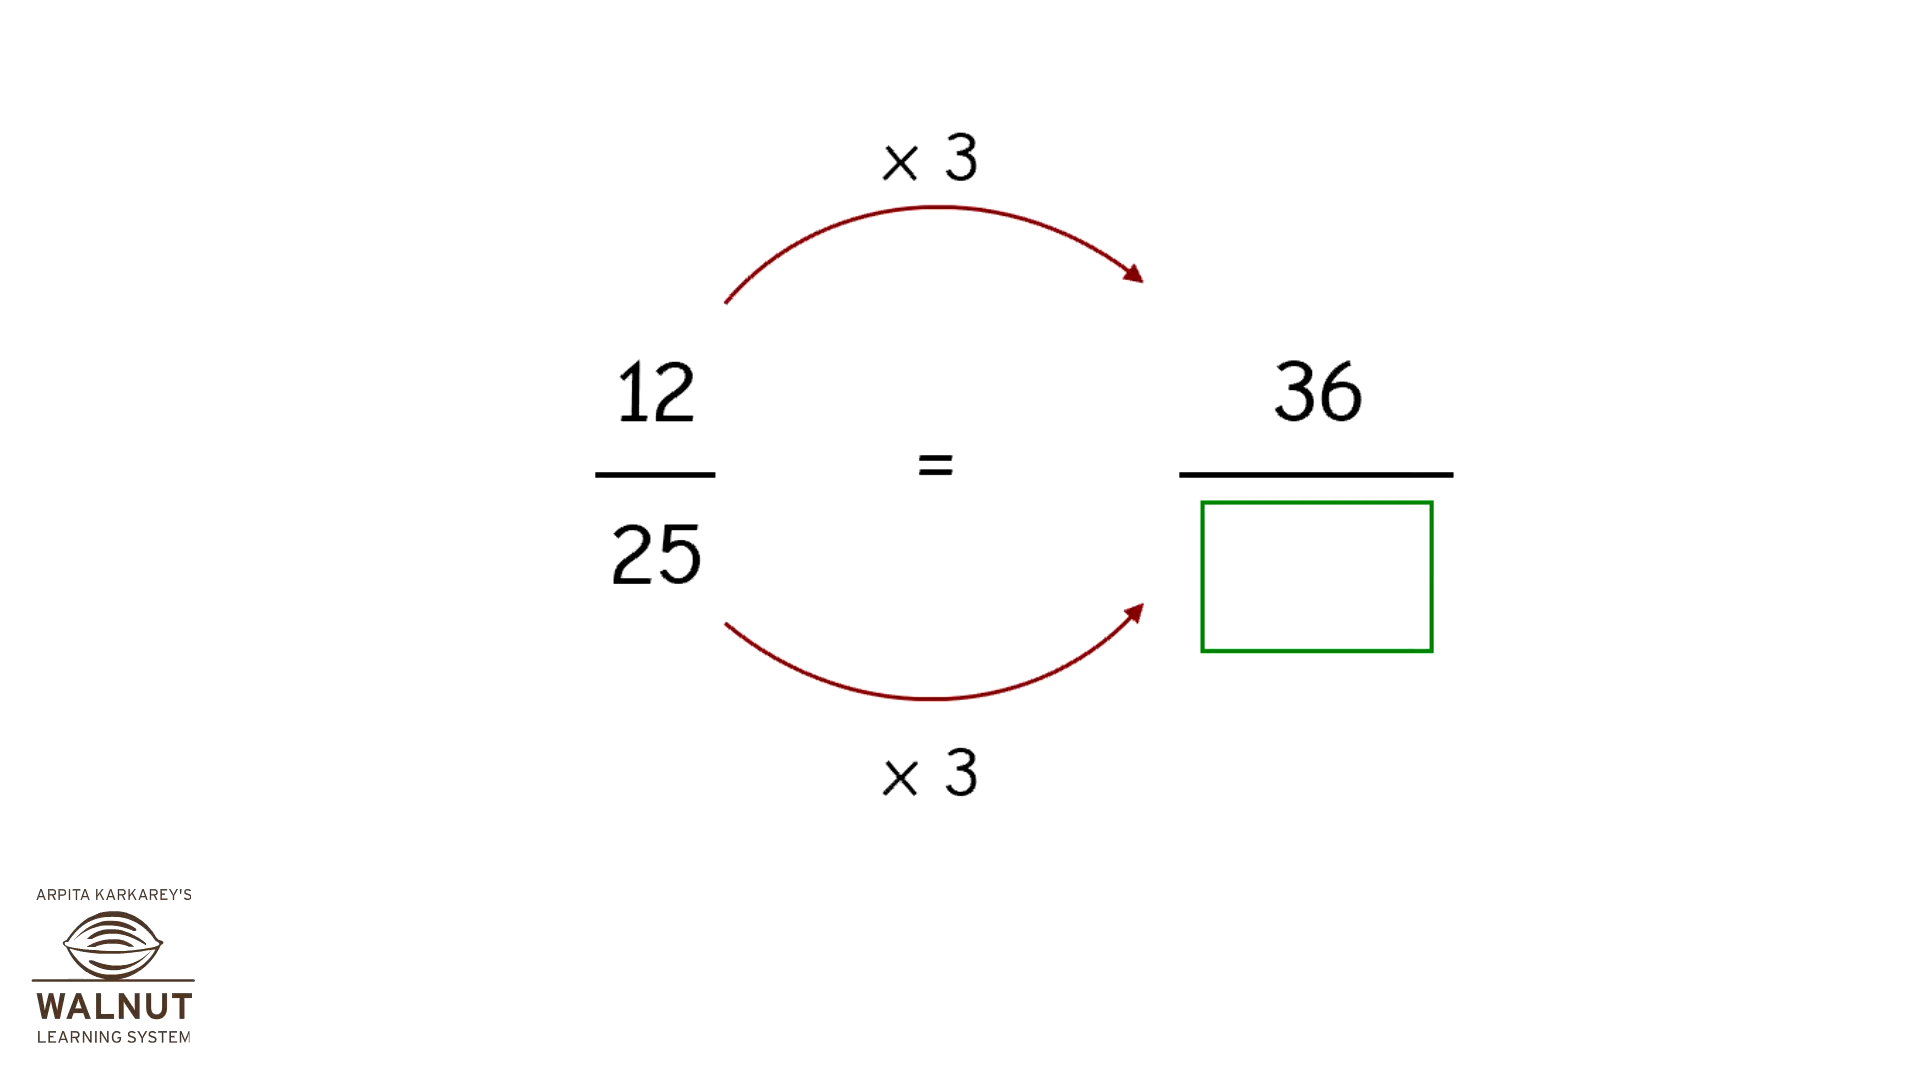 × 3
12
36
=
25
× 3
ARPITA KARKAREY'S
WALNUT
LEARNING SYSTEM